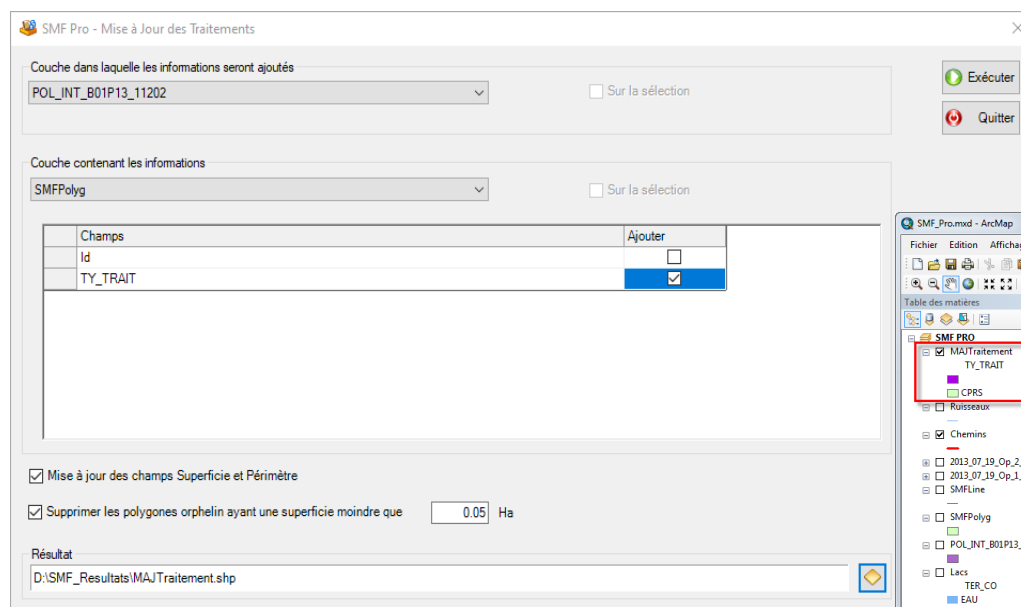 SMF Pro - Mise à Jour des Traitements
Couche dans laquelle les informations seront ajoutés
POL_INT_B01P13_11202
Sur la sélection
Exécuter
Quitter
Couche contenant les informations
SMFPolyg
Sur la sélection
Champs Ajouter
Id
TY_TRAIT
Mise à jour des champs Superficie et Périmètre
Supprimer les polygones orphelin ayant une superficie moindre que 0.05 Ha
Résultat
D:\SMF_Resultats\MAJTraitement.shp
SMF_Pro.mxd - ArcMap
Fichier Edition Affichag
Table des matières
SMF PRO
MAJTraitement
TY_TRAIT
CPRS
Ruisseaux
Chemins
2013_07_19_Op_2_
2013_07_19_Op_1_
SMFLine
SMFPolyg
POL_INT_B01P13_
Lacs
TER_CO
EAU